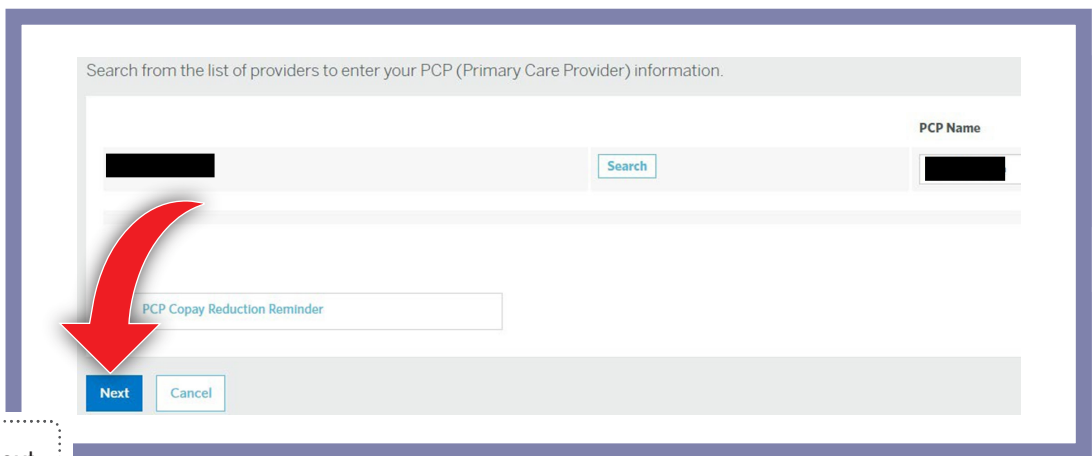 Search from the list of providers to enter your PCP (Primary Care Provider) information.
PCP Name
Search
PCP Copay Reduction Reminder
Next
Cancel